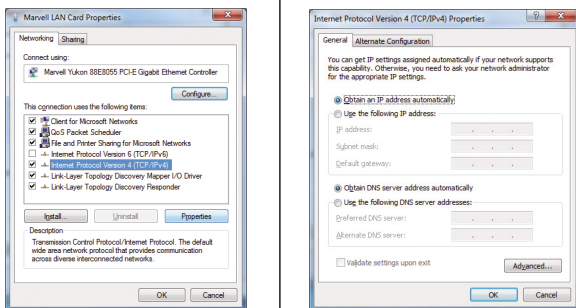 Marvell LAN Card Properties
Networking Sharing
Connect using:
Marvell Yukon 88E8055 PCI-E Gigabit Ethernet Controller
Configure...
This connection uses the following items:
Client for Microsoft Networks
QoS Packet Scheduler
File and Printer Sharing for Microsoft Networks
Internet Protocol Version 6 (TCP/IPv6)
Internet Protocol Version 4 (TCP/IPv4)
Link-Layer Topology Discovery Mapper I/O Driver
Link-Layer Topology Discovery Responder
Install... Uninstall Properties
Description
Transmission Control Protocol/Internet Protocol. The default
wide area network protocol that provides communication
across diverse interconnected networks.
OK Cancel
Internet Protocol Version 4 (TCP/IPv4) Properties
General Alternate Configuration
You can get IP settings assigned automatically if your network supports
this capability. Otherwise, you need to ask your network administrator
for the appropriate IP settings.
Obtain an IP address automatically
Use the following IP address:
IP address:
Subnet mask:
Default gateway:
Obtain DNS server address automatically
Use the following DNS server addresses:
Preferred DNS server:
Alternate DNS server:
Validate settings upon exit
Advanced...
OK Cancel